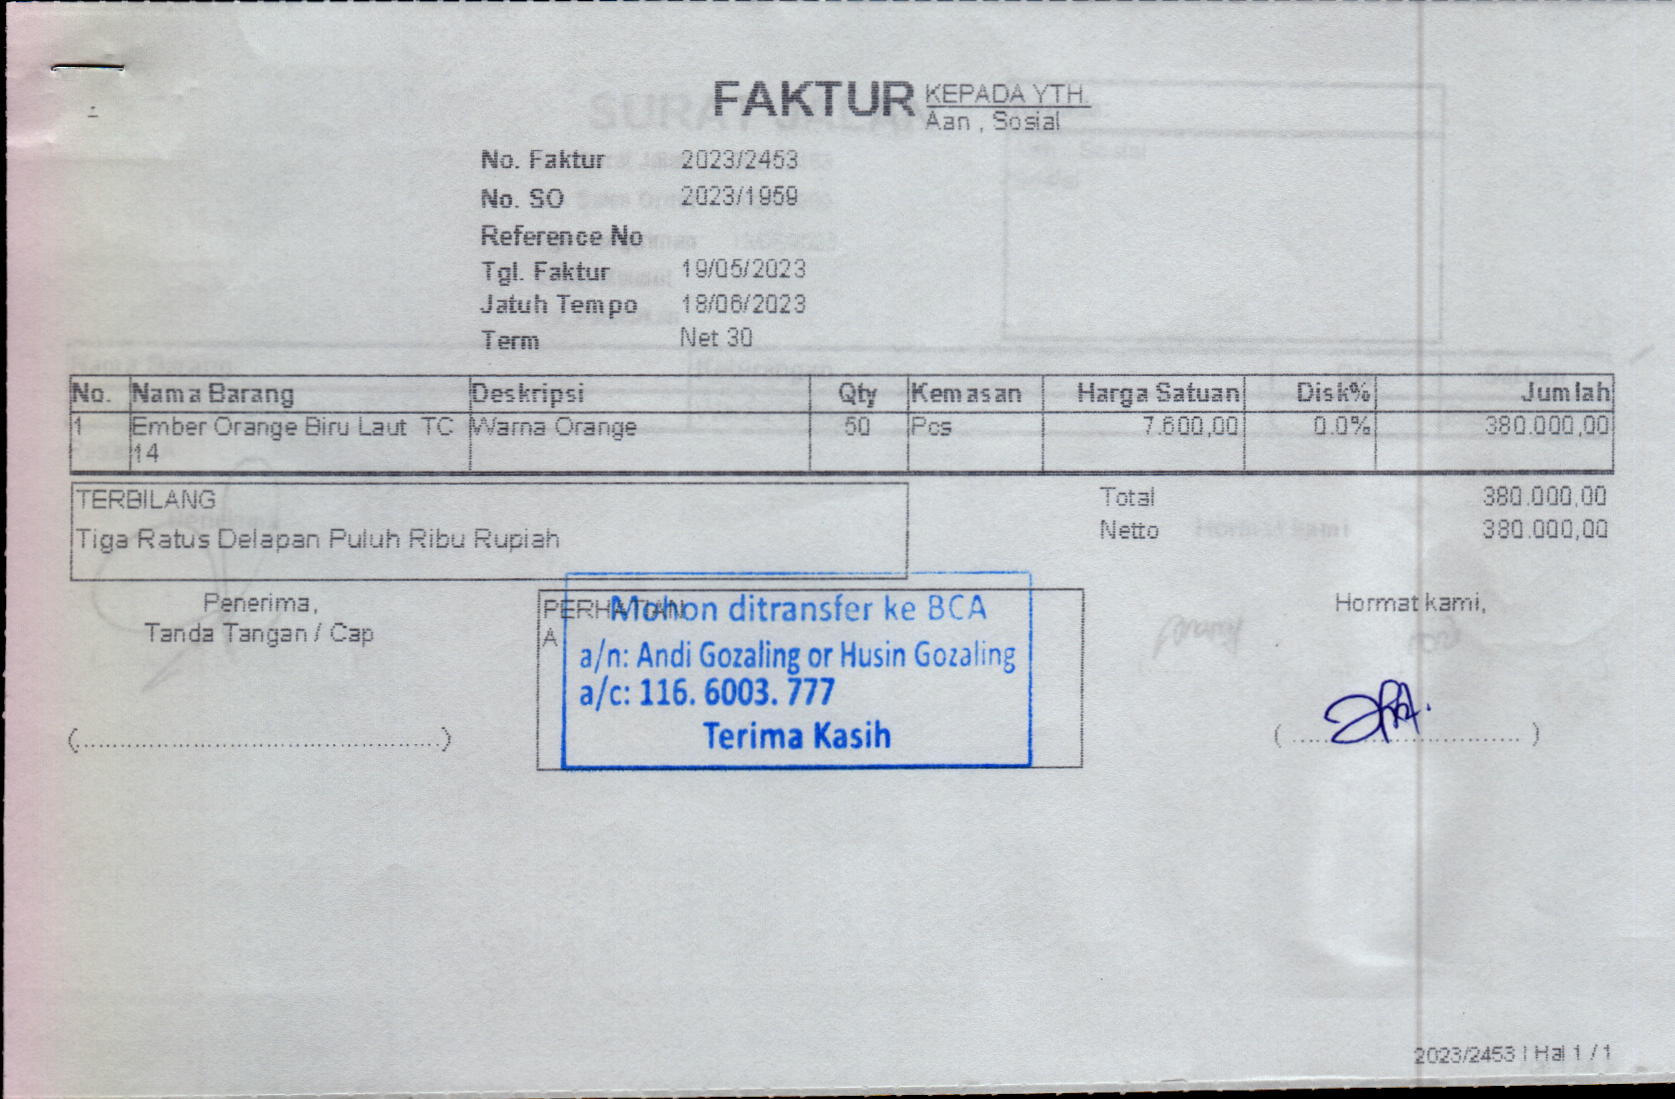 FAKTUR
KEPADA YTH.
Aan , Sosial
No. Faktur 2023/2453
No. SO 2023/1959
Reference No
Tgl. Faktur 19/05/2023
Jatuh Tempo 18/06/2023
Term Net 30
No. Nama Barang Deskripsi Qty Kemasan Harga Satuan Disk% Jumlah
1 Ember Orange Biru Laut TC Warna Orange 50 Pcs 7.600,00 0.0% 380.000,00
14
TERBILANG
Tiga Ratus Delapan Puluh Ribu Rupiah
Total 380.000,00
Netto 380.000,00
Penerima,
Tanda Tangan / Cap
(..........................................)
PERHATIAN
A
Mohon ditransfer ke BCA
a/n: Andi Gozaling or Husin Gozaling
a/c: 116. 6003. 777
Terima Kasih
Hormat kami,
2023/2453 | Hal 1 / 1